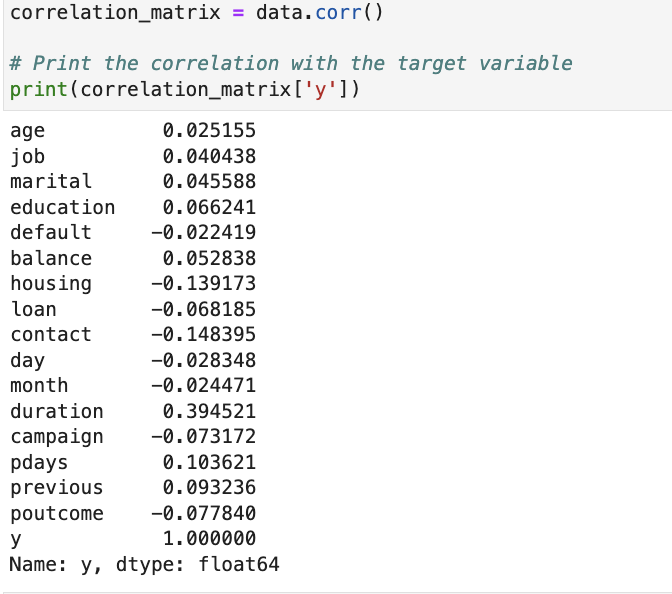 correlation_matrix = data.corr()
# Print the correlation with the target variable
print(correlation_matrix['y'])
age 0.025155
job 0.040438
marital 0.045588
education 0.066241
default −0.022419
balance 0.052838
housing −0.139173
loan −0.068185
contact −0.148395
day −0.028348
month −0.024471
duration 0.394521
campaign −0.073172
pdays 0.103621
previous 0.093236
poutcome −0.077840
y 1.000000
Name: y, dtype: float64